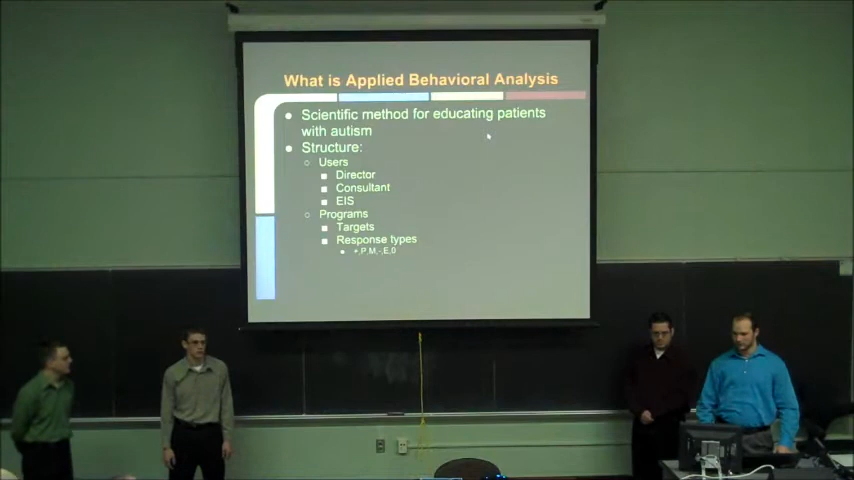 What is Applied Behavioral Analysis
Scientific method for educating patients
with autism
Structure:
Users
Director
Consultant
EIS
Programs
Targets
Response types
+,P,M,-,E,0